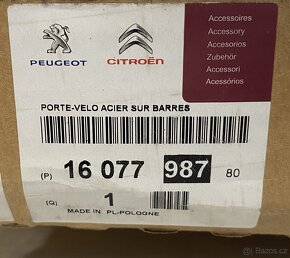 Accessoires
Accessory
Accesorios
Zubehör
Accessori
Acessórios
PEUGEOT
CITROËN
PORTE-VELO ACIER SUR BARRES
(P) 16 077 987 80
(Q) 1
MADE IN PL-POLOGNE
Bazoš.cz